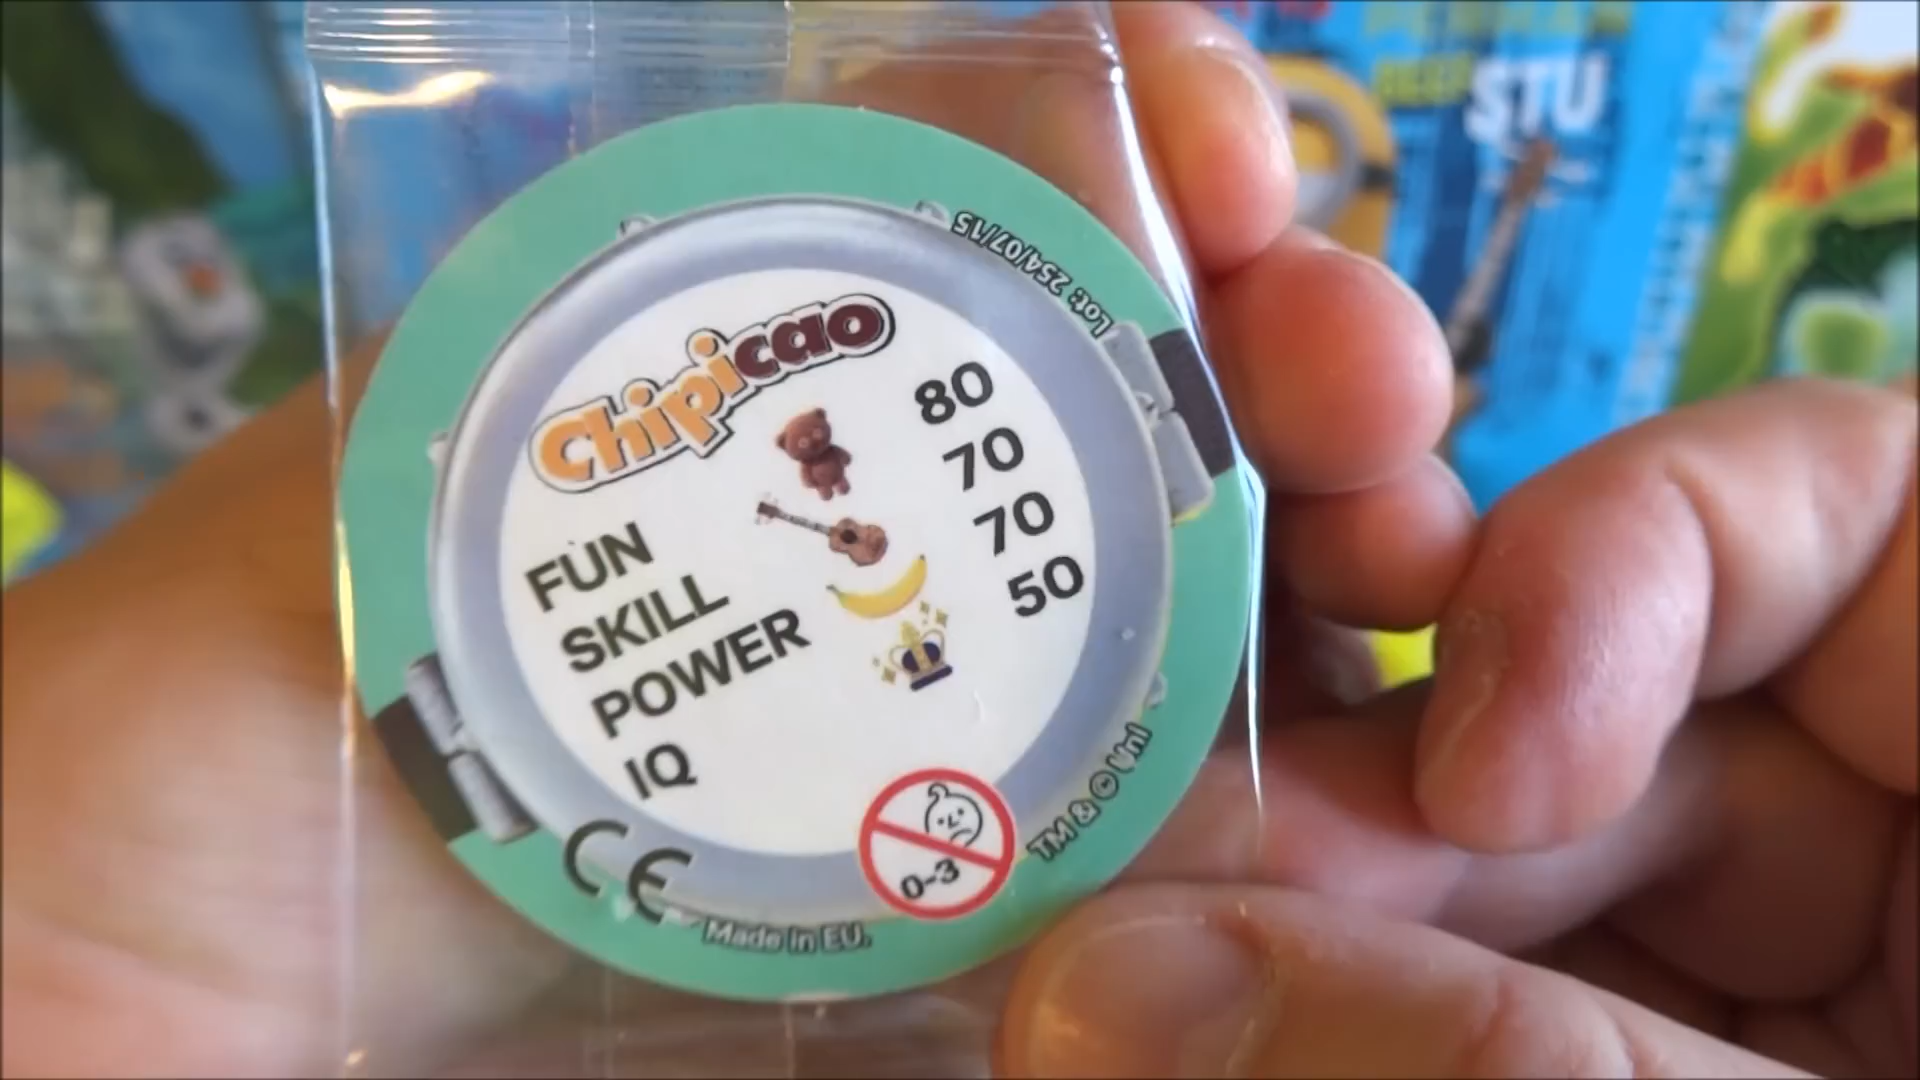 STU
Lot: 254/07/15
Chipicao
FUN 80
SKILL 70
POWER 70
IQ 50
0-3
CE
Made in EU.
TM & © Uni